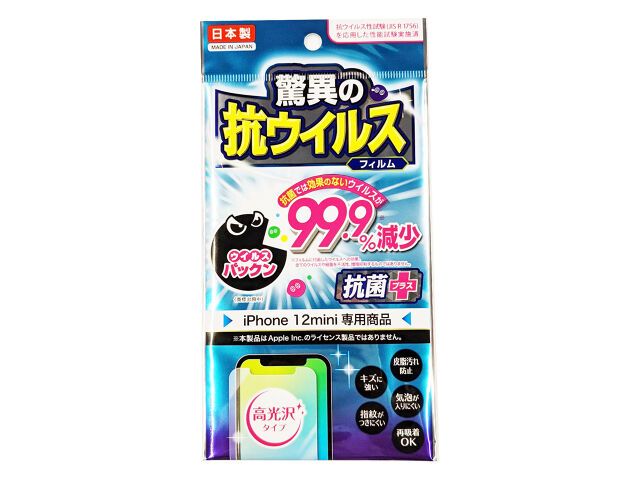 日本製
MADE IN JAPAN
抗ウイルス性試験(JIS R 1756)
を応用した性能試験実施済
驚異の
抗ウイルス
フィルム
抗菌では効果のないウイルスが
99.9%減少
ウイルス
バックン
抗菌プラス
iPhone 12mini 専用商品
※本製品はApple Inc.のライセンス製品ではありません。
高光沢
タイプ
キズに
強い
皮脂汚れ
防止
指紋が
つきにくい
気泡が
入りにくい
再吸着
OK